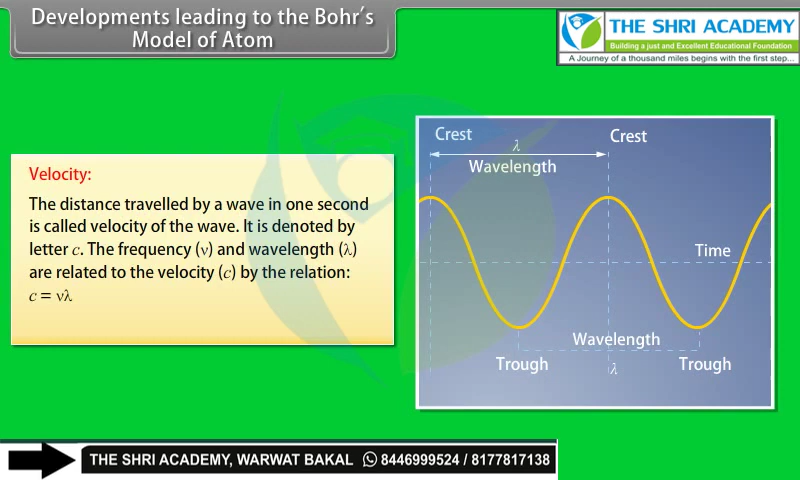 Developments leading to the Bohr′s
Model of Atom
THE SHRI ACADEMY
Building a just and Excellent Educational Foundation
A Journey of a thousand miles begins with the first step...
Velocity:
The distance travelled by a wave in one second
is called velocity of the wave. It is denoted by
letter c. The frequency (ν) and wavelength (λ)
are related to the velocity (c) by the relation:
c = νλ
Crest
Crest
λ
Wavelength
Time
Wavelength
Trough
Trough
λ
THE SHRI ACADEMY, WARWAT BAKAL 8446999524 / 8177817138